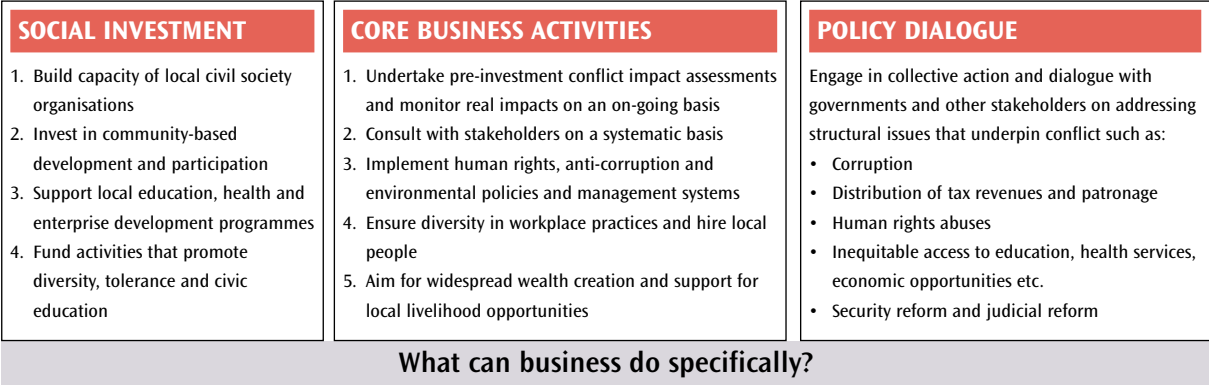 SOCIAL INVESTMENT
1. Build capacity of local civil society
organisations
2. Invest in community-based
development and participation
3. Support local education, health and
enterprise development programmes
4. Fund activities that promote
diversity, tolerance and civic
education
CORE BUSINESS ACTIVITIES
1. Undertake pre-investment conflict impact assessments
and monitor real impacts on an on-going basis
2. Consult with stakeholders on a systematic basis
3. Implement human rights, anti-corruption and
environmental policies and management systems
4. Ensure diversity in workplace practices and hire local
people
5. Aim for widespread wealth creation and support for
local livelihood opportunities
POLICY DIALOGUE
Engage in collective action and dialogue with
governments and other stakeholders on addressing
structural issues that underpin conflict such as:
• Corruption
• Distribution of tax revenues and patronage
• Human rights abuses
• Inequitable access to education, health services,
economic opportunities etc.
• Security reform and judicial reform
What can business do specifically?